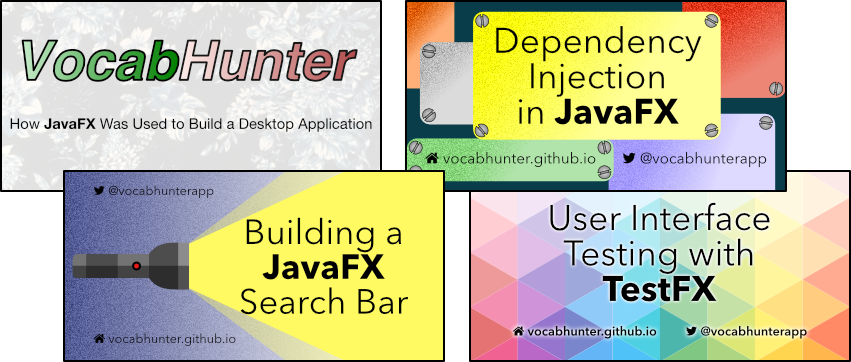 VocabHunter
How JavaFX Was Used to Build a Desktop Application
Dependency
Injection
in JavaFX
vocabhunter.github.io
@vocabhunterapp
@vocabhunterapp
Building a
JavaFX
Search Bar
vocabhunter.github.io
User Interface
Testing with
TestFX
vocabhunter.github.io
@vocabhunterapp